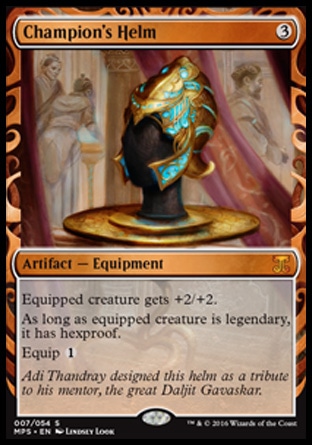 Champion's Helm 3
Artifact — Equipment
Equipped creature gets +2/+2.
As long as equipped creature is legendary,
it has hexproof.
Equip 1
Adi Thandray designed this helm as a tribute
to his mentor, the great Daljit Gavaskar.
007/054 S
MPS • EN Lindsey Look ™ & © 2016 Wizards of the Coast